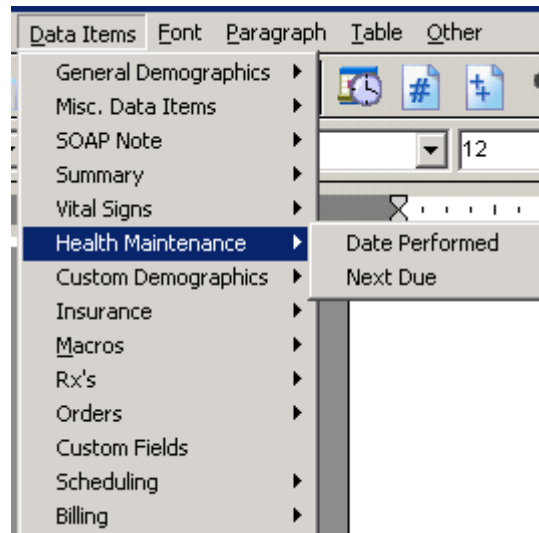 Data Items Font Paragraph Table Other
General Demographics
Misc. Data Items
# ++
SOAP Note
12
Summary
Vital Signs
Health Maintenance
Date Performed
Custom Demographics
Next Due
Insurance
Macros
Rx's
Orders
Custom Fields
Scheduling
Billing